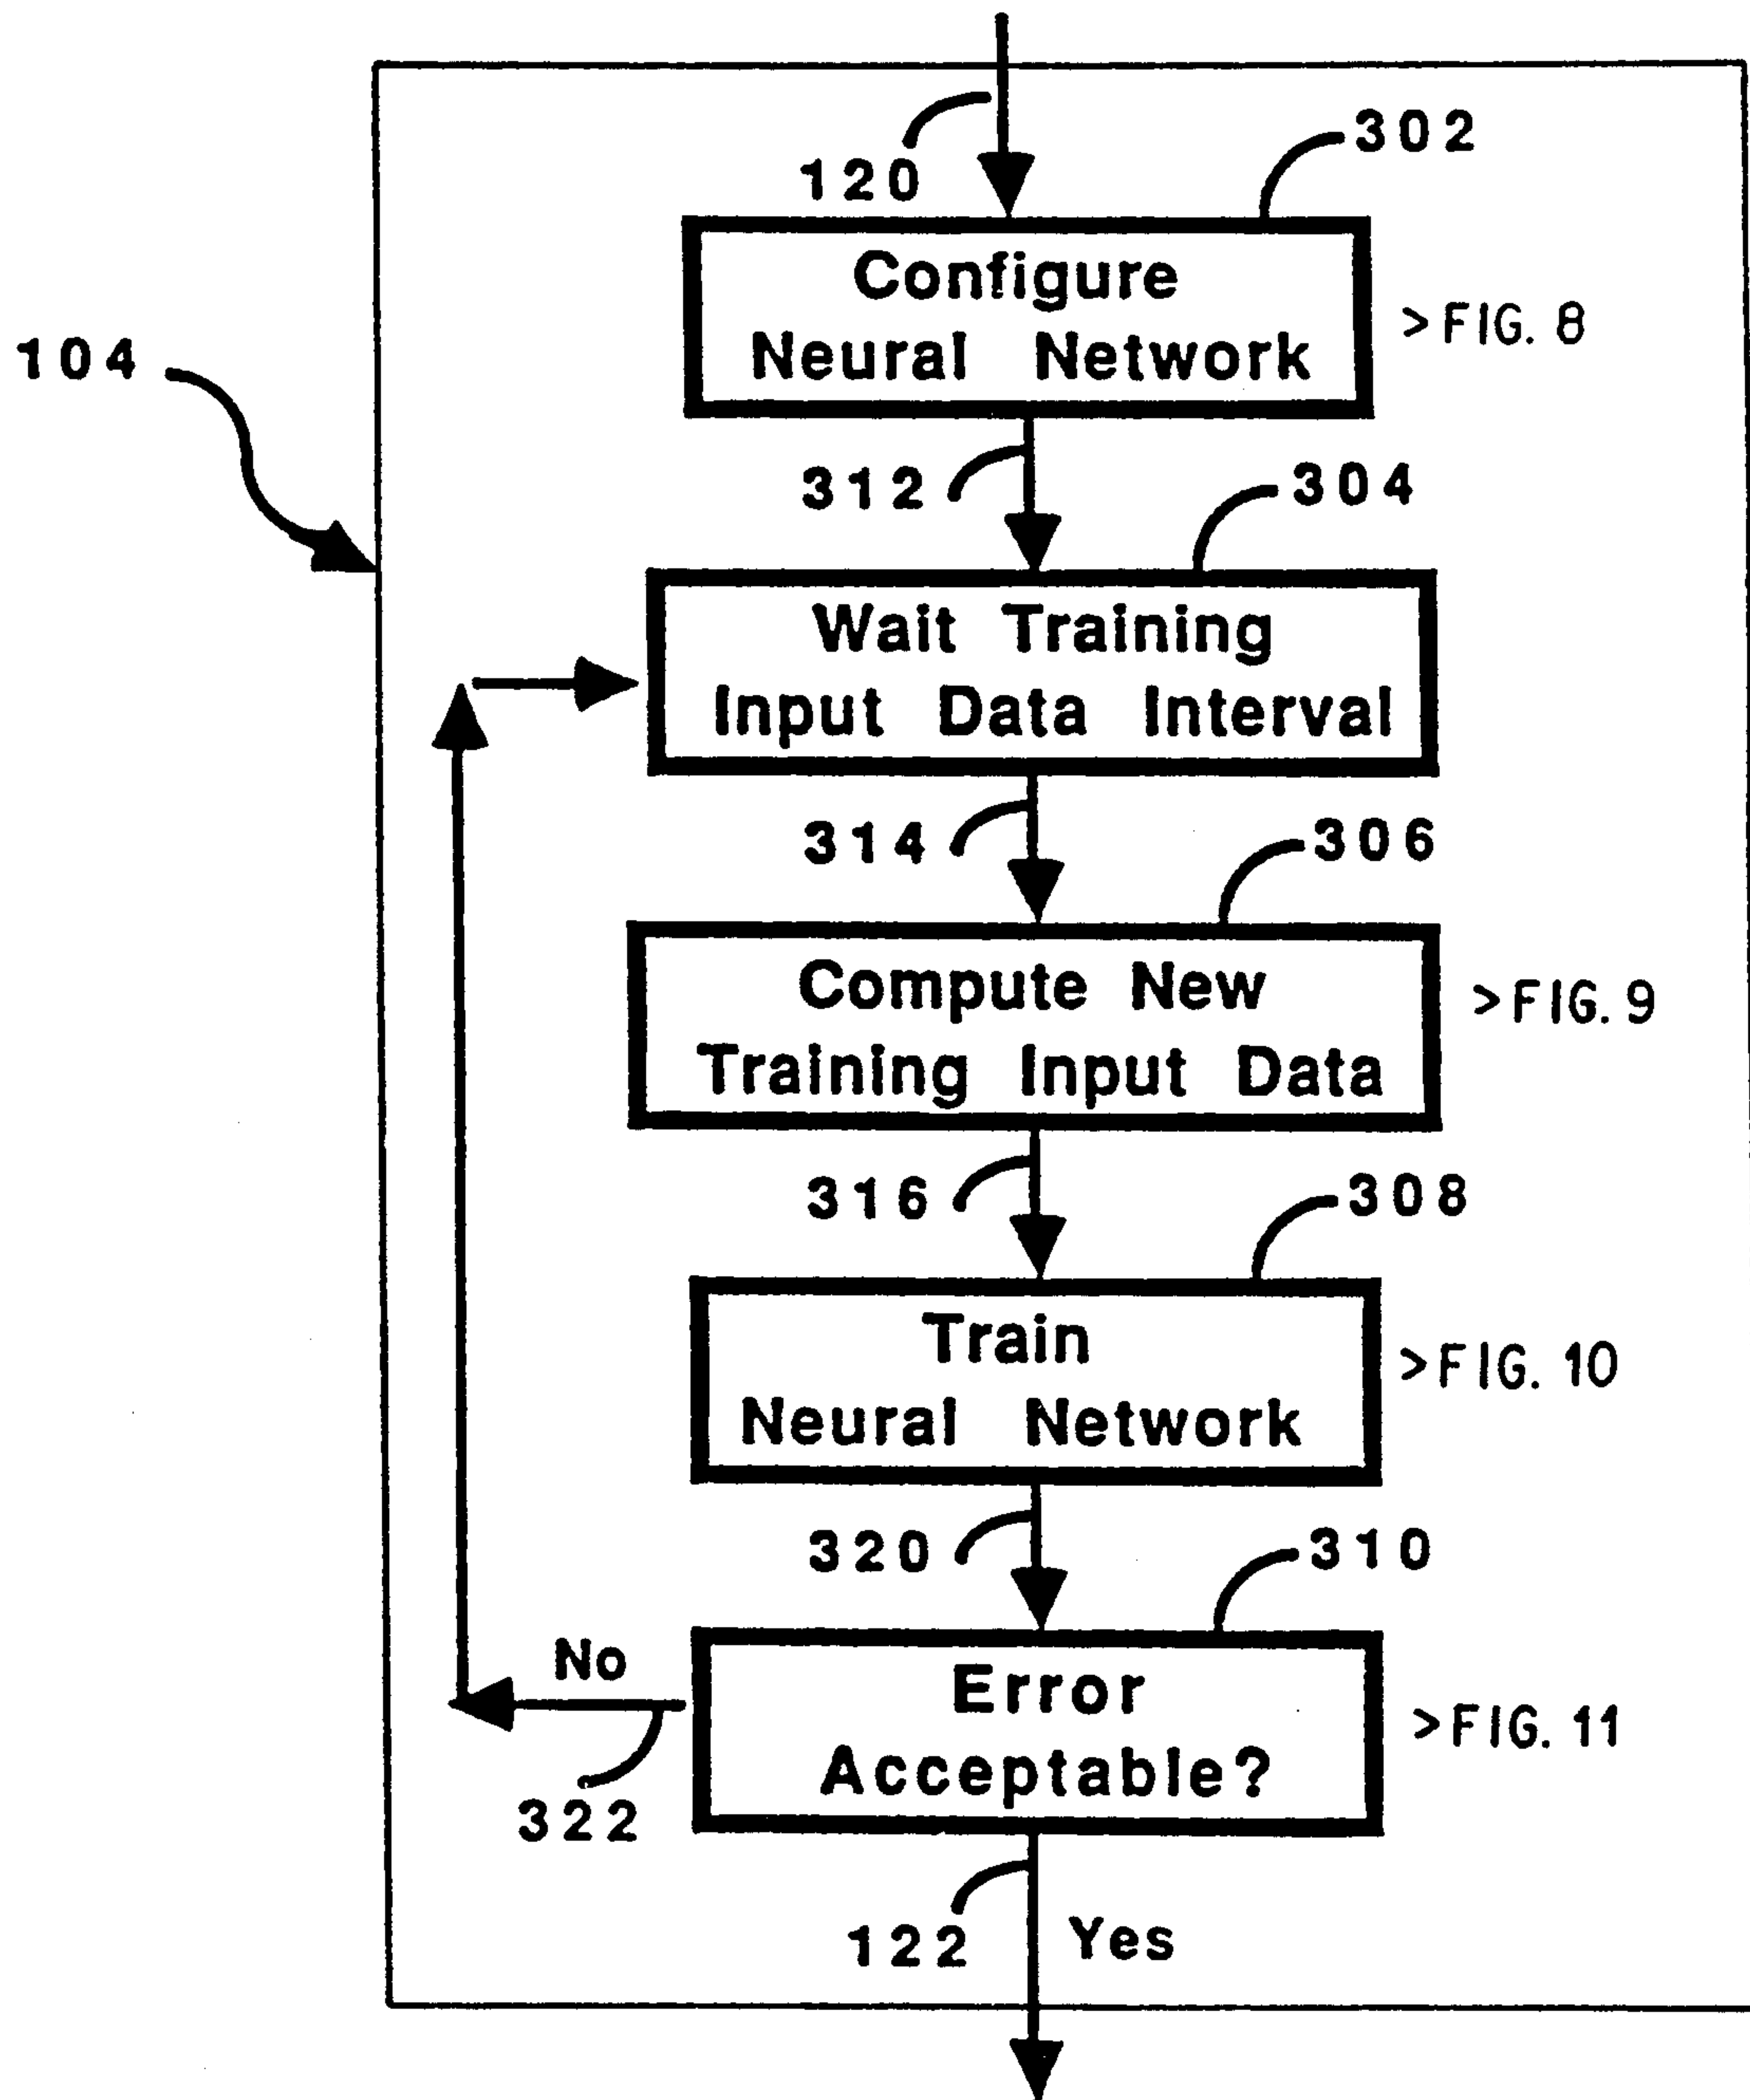 120
302
Configure
Neural Network
>FIG. 8
104
312
304
Wait Training
Input Data Interval
314
306
Compute New
Training Input Data
>FIG. 9
316
308
Train
Neural Network
>FIG. 10
320
310
No
Error
Acceptable?
>FIG. 11
322
122
Yes